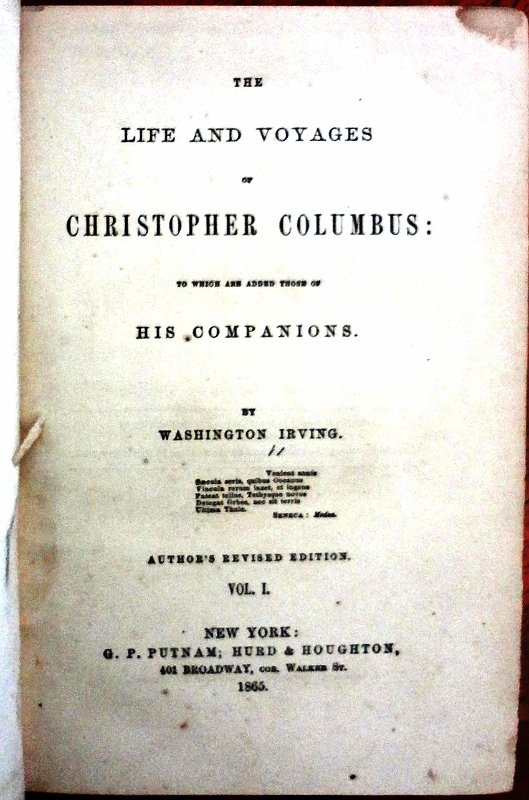 THE
LIFE AND VOYAGES
OF
CHRISTOPHER COLUMBUS:
TO WHICH ARE ADDED THOSE OF
HIS COMPANIONS.
BY
WASHINGTON IRVING.
Venient annis
Sæcula seris, quibus Oceanus
Vincula rerum laxet, et ingens
Pateat tellus, Tethysque novos
Detegat Orbes, nec sit terris
Ultima Thule.
SENECA: Medea.
AUTHOR'S REVISED EDITION.
VOL. I.
NEW YORK:
G. P. PUTNAM; HURD & HOUGHTON,
401 BROADWAY, COR. WALKER ST.
1865.